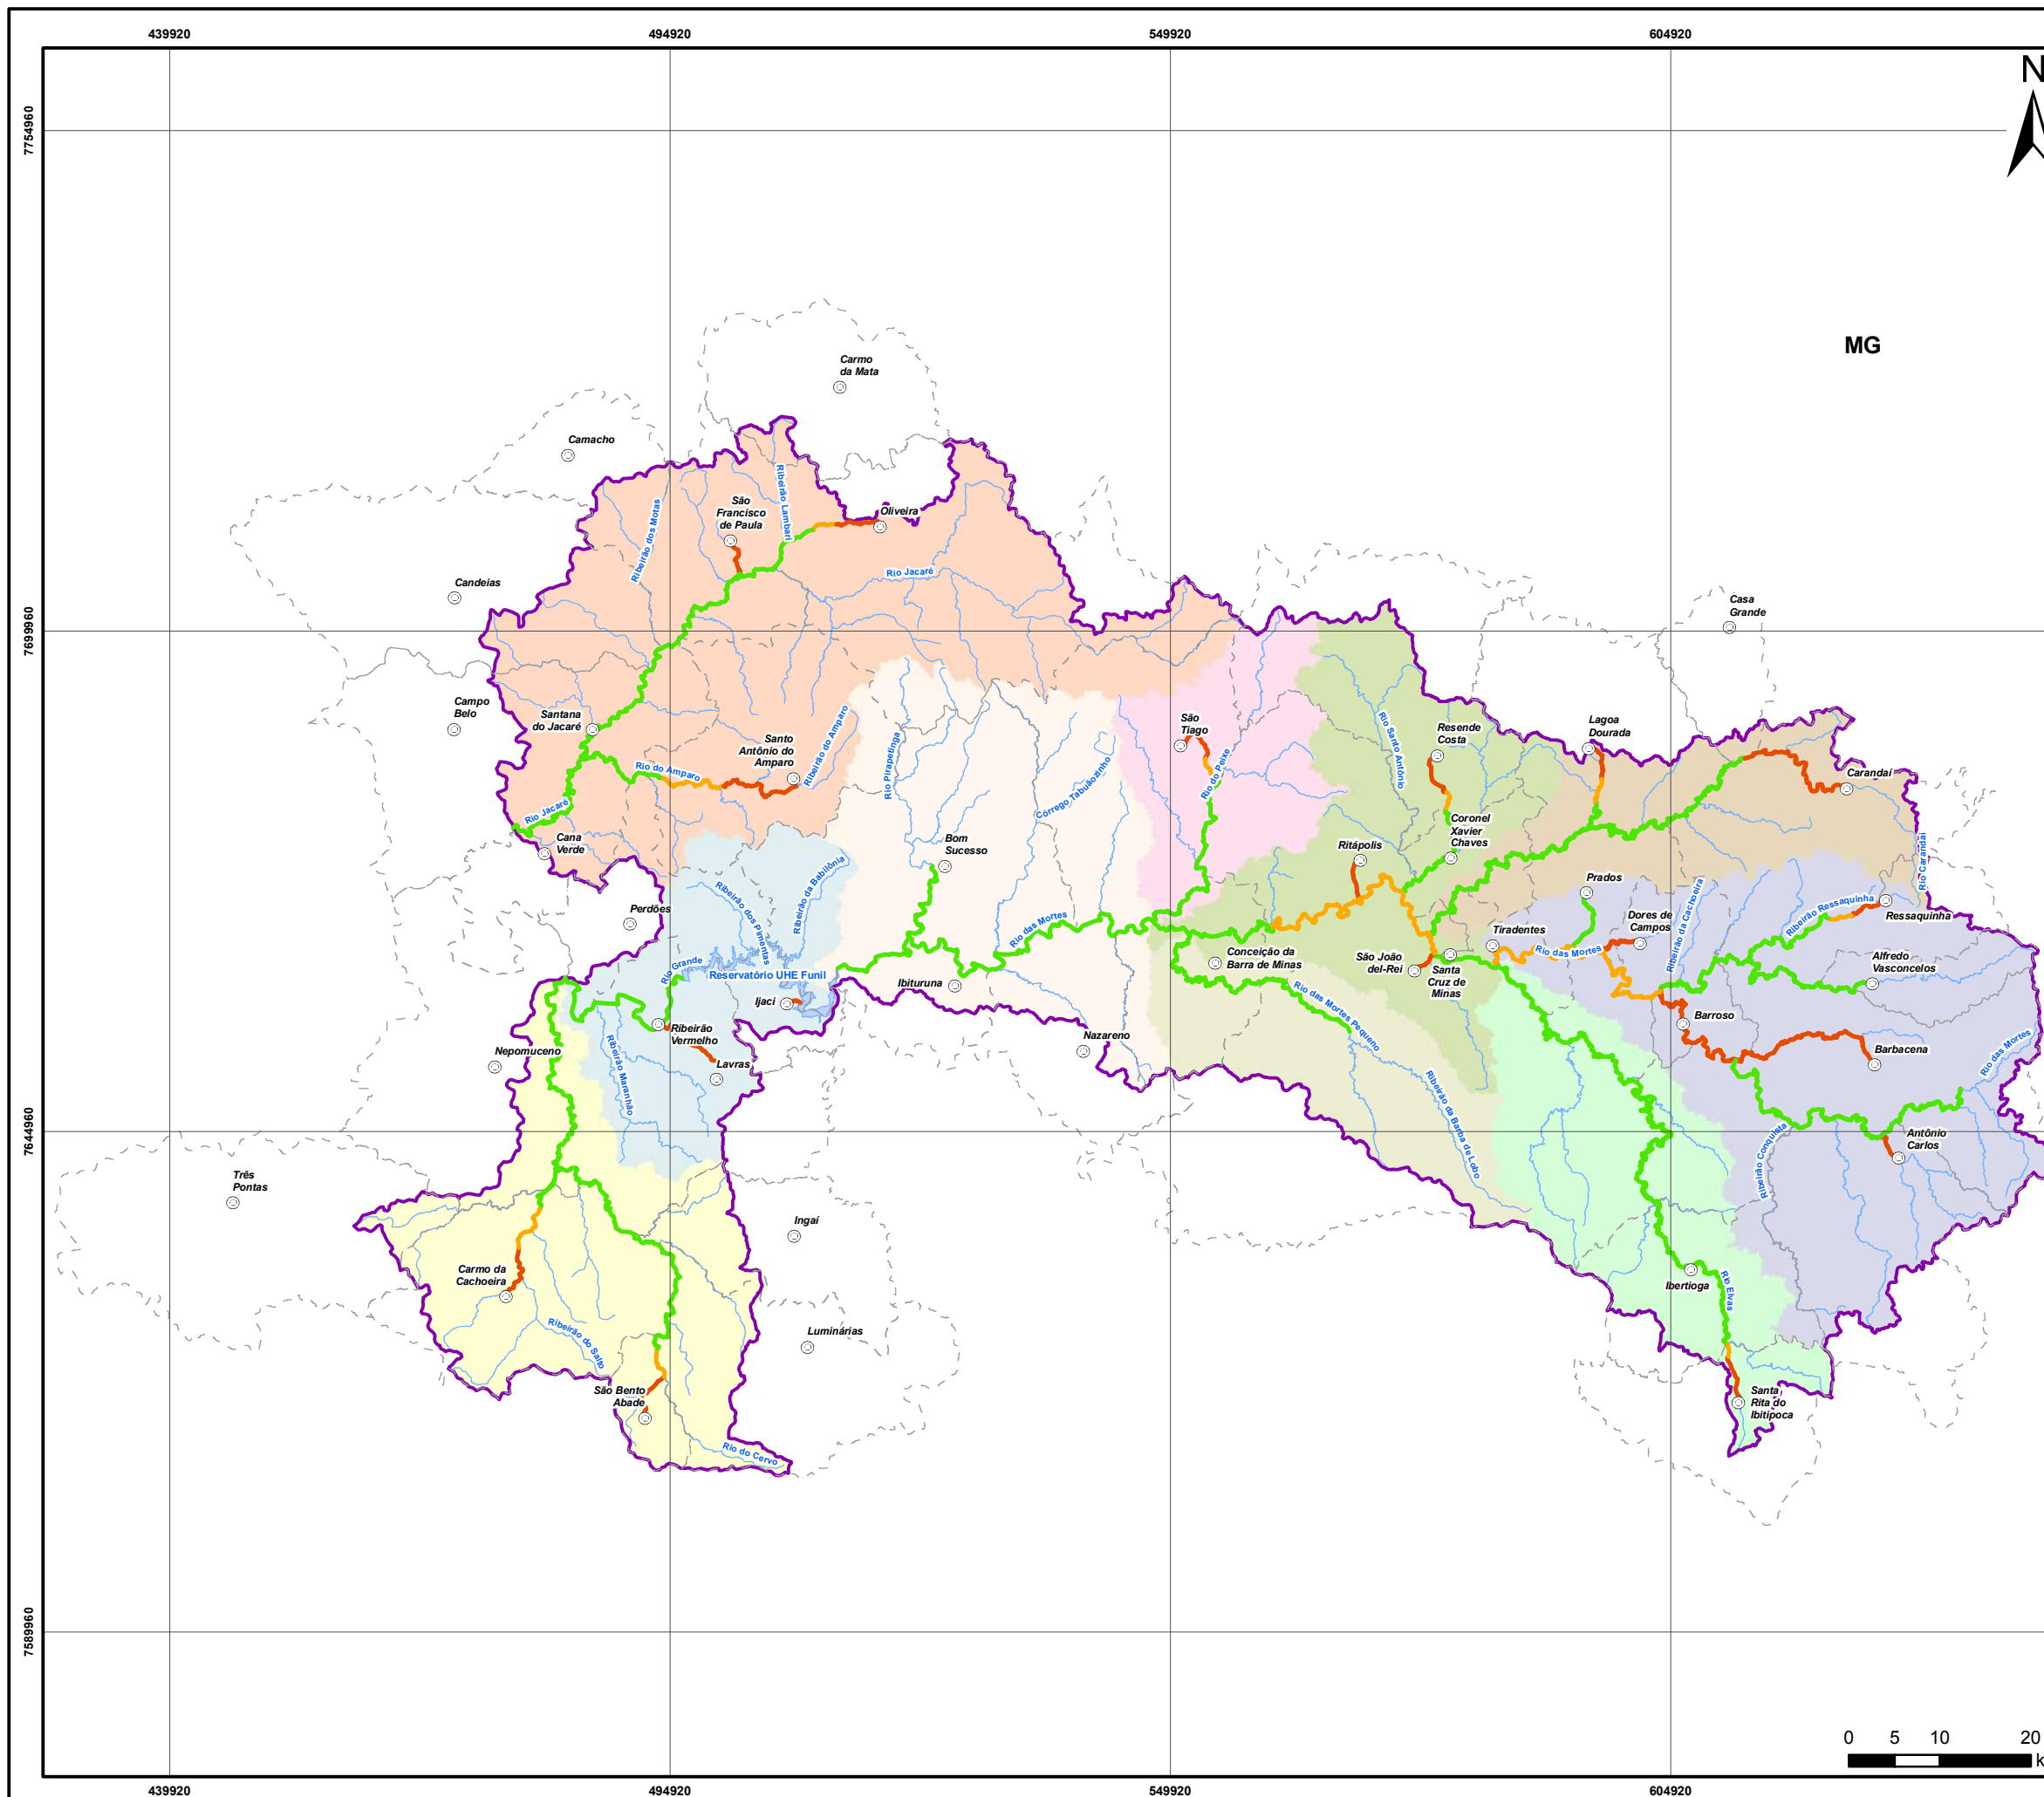 439920
494920
549920
604920
N
7754960
MG
Carmo
da Mata
Camacho
Ribeirão Lambari
Ribeirão dos Motas
São
Francisco
de Paula
Oliveira
Rio Jacaré
Candeias
Casa
Grande
7699960
Campo
Belo
Santana
do Jacaré
Santo
Antônio do
Amparo
Ribeirão do Amparo
Rio do Amparo
Rio Pirapetinga
Córrego Tabuãozinho
São
Tiago
Rio do Peixe
Rio Santo Antônio
Resende
Costa
Lagoa
Dourada
Carandaí
Rio Jacaré
Cana
Verde
Bom
Sucesso
Ritápolis
Coronel
Xavier
Chaves
Rio Carandaí
Prados
Ribeirão da Cachoeira
Dores de
Campos
Ribeirão Ressaquinha
Ressaquinha
Perdões
Ribeirão dos Pimentas
Ribeirão da Babilônia
Rio das Mortes
Tiradentes
Rio das Mortes
Conceição da
Barra de Minas
São João
del-Rei
Santa
Cruz de
Minas
Alfredo
Vasconcelos
Rio Grande
Reservatório UHE Funil
Ijaci
Ibituruna
Rio das Mortes Pequeno
Barroso
Ribeirão
Vermelho
Nazareno
Nepomuceno
Lavras
Ribeirão Maranhão
Barbacena
Rio das Mortes
Ribeirão da Barba de Lobo
7644960
Ribeirão Conquista
Antônio
Carlos
Três
Pontas
Ingaí
Carmo da
Cachoeira
Ibertioga
Rio Elvas
Ribeirão do Salto
Luminárias
São Bento
Abade
Santa
Rita do
Ibitipoca
Rio do Cervo
7589960
0
5
10
20
439920
494920
549920
604920